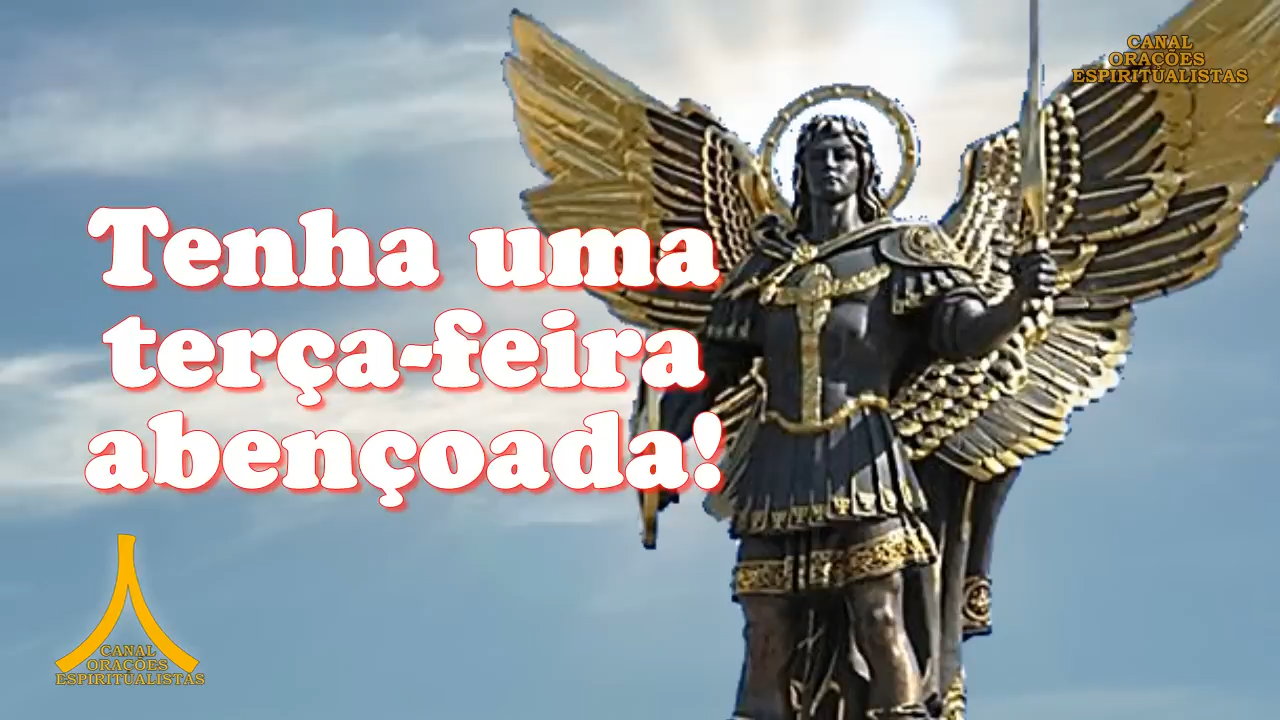 CANAL
ORAÇÕES
ESPIRITUALISTAS
Tenha uma
terça-feira
abençoada!
CANAL
ORAÇÕES
ESPIRITUALISTAS